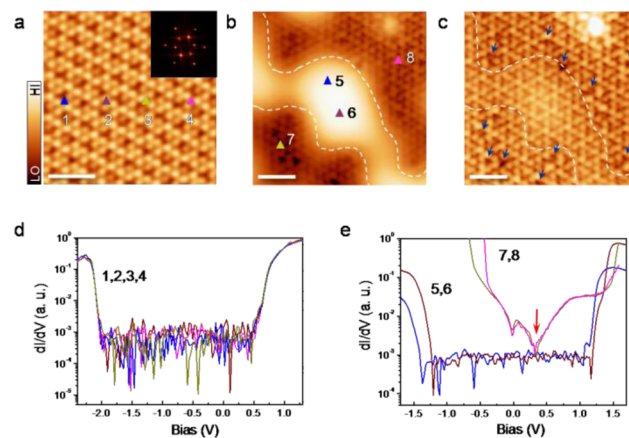 a
b
c
HI
LO
1
2
3
4
5
6
7
8
d
1,2,3,4
dI/dV (a. u.)
10⁰
10⁻¹
10⁻²
10⁻³
10⁻⁴
10⁻⁵
-2.0 -1.5 -1.0 -0.5 0.0 0.5 1.0
Bias (V)
e
7,8
5,6
dI/dV (a. u.)
10⁰
10⁻¹
10⁻²
10⁻³
10⁻⁴
-1.5 -1.0 -0.5 0.0 0.5 1.0 1.5
Bias (V)